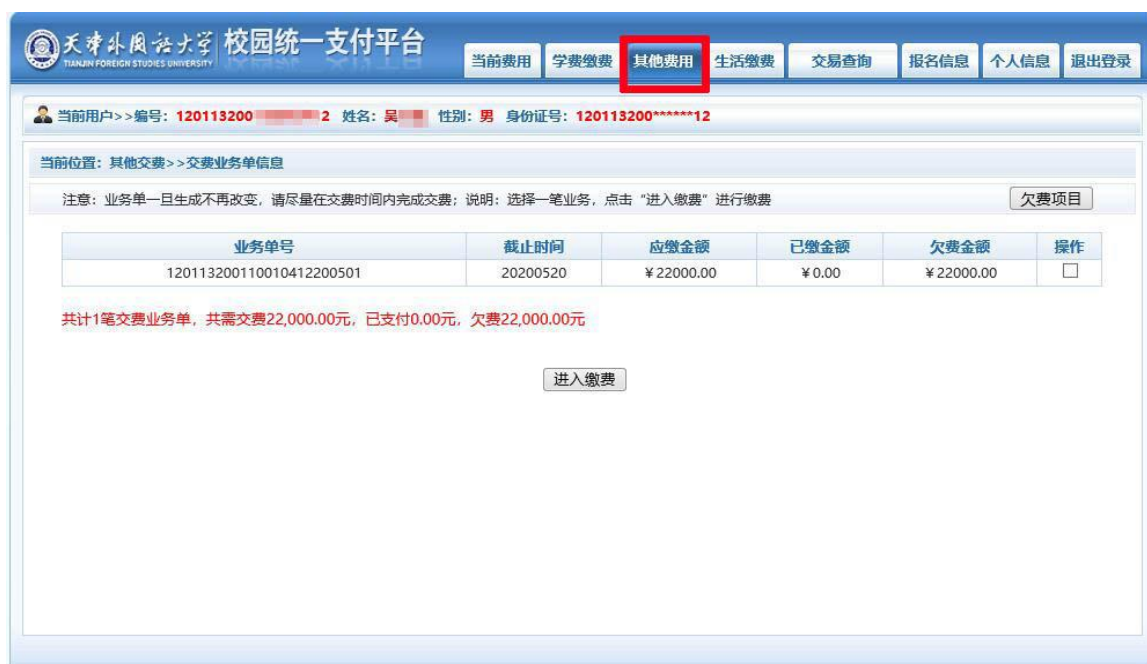 天津外国语大学 校园统一支付平台
TIANJIN FOREIGN STUDIES UNIVERSITY
当前费用 学费缴费 其他费用 生活缴费 交易查询 报名信息 个人信息 退出登录
当前用户>>编号：120113200 2 姓名：吴 性别：男 身份证号：120113200******12
当前位置：其他交费>>交费业务单信息
注意：业务单一旦生成不再改变，请尽量在交费时间内完成交费；说明：选择一笔业务，点击“进入缴费”进行缴费 欠费项目
业务单号 截止时间 应缴金额 已缴金额 欠费金额 操作
120113200110010412200501 20200520 ￥22000.00 ￥0.00 ￥22000.00
共计1笔交费业务单，共需交费22,000.00元，已支付0.00元，欠费22,000.00元
进入缴费